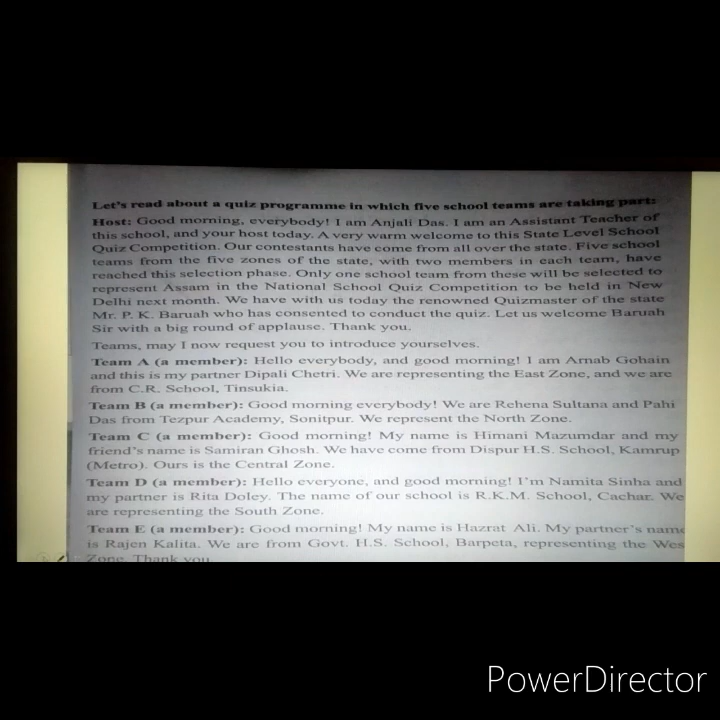 Let's read about a quiz programme in which five school teams are taking part:
Host: Good morning, everybody! I am Anjali Das. I am an Assistant Teacher of
this school, and your host today. A very warm welcome to this State Level School
Quiz Competition. Our contestants have come from all over the state. Five school
teams from the five zones of the state, with two members in each team, have
reached this selection phase. Only one school team from these will be selected to
represent Assam in the National School Quiz Competition to be held in New
Delhi next month. We have with us today the renowned Quizmaster of the state
Mr. P. K. Baruah who has consented to conduct the quiz. Let us welcome Baruah
Sir with a big round of applause. Thank you.
Teams, may I now request you to introduce yourselves.
Team A (a member): Hello everybody, and good morning! I am Arnab Gohain
and this is my partner Dipali Chetri. We are representing the East Zone, and we are
from C.R. School, Tinsukia.
Team B (a member): Good morning everybody! We are Rehena Sultana and Pahi
Das from Tezpur Academy, Sonitpur. We represent the North Zone.
Team C (a member): Good morning! My name is Himani Mazumdar and my
friend's name is Samiran Ghosh. We have come from Dispur H.S. School, Kamrup
(Metro). Ours is the Central Zone.
Team D (a member): Hello everyone, and good morning! I'm Namita Sinha and
my partner is Rita Doley. The name of our school is R.K.M. School, Cachar. We
are representing the South Zone.
Team E (a member): Good morning! My name is Hazrat Ali. My partner's name
is Rajen Kalita. We are from Govt. H.S. School, Barpeta, representing the Wes
Zone. Thank you.
PowerDirector